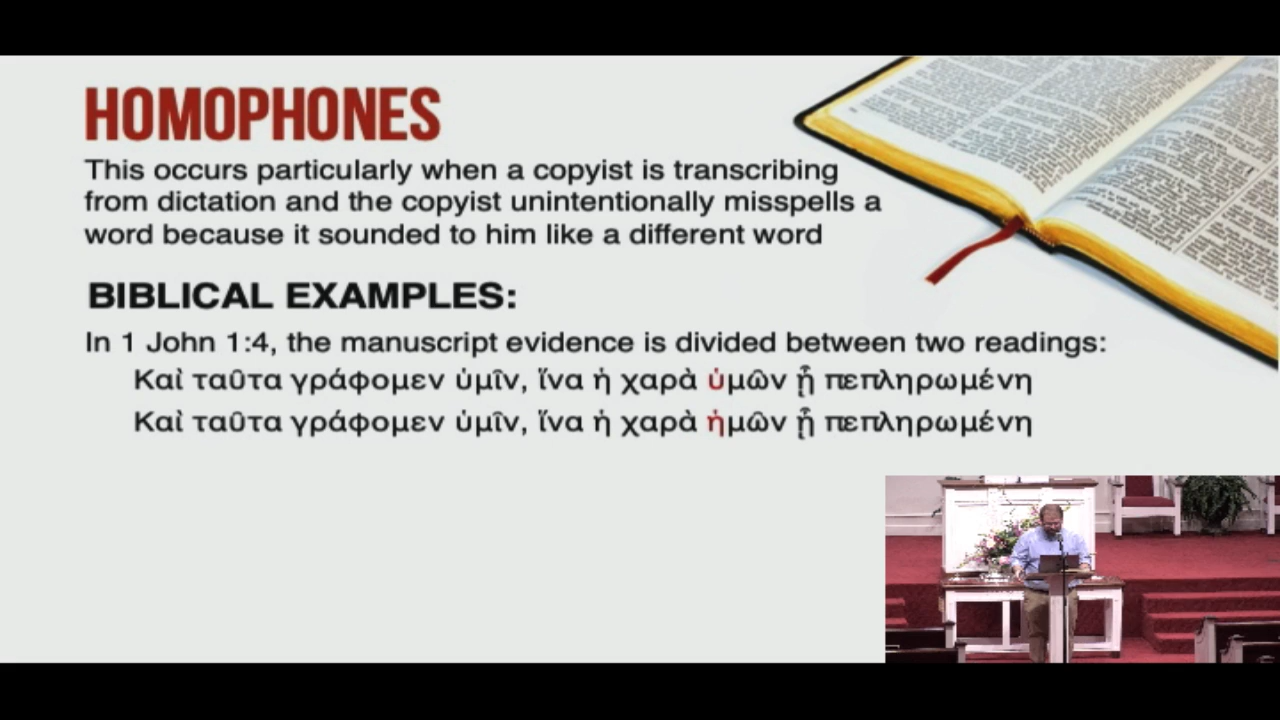 HOMOPHONES
This occurs particularly when a copyist is transcribing
from dictation and the copyist unintentionally misspells a
word because it sounded to him like a different word
BIBLICAL EXAMPLES:
In 1 John 1:4, the manuscript evidence is divided between two readings:
Καὶ ταῦτα γράφομεν ὑμῖν, ἵνα ἡ χαρὰ ὑμῶν ᾖ πεπληρωμένη
Καὶ ταῦτα γράφομεν ὑμῖν, ἵνα ἡ χαρὰ ἡμῶν ᾖ πεπληρωμένη